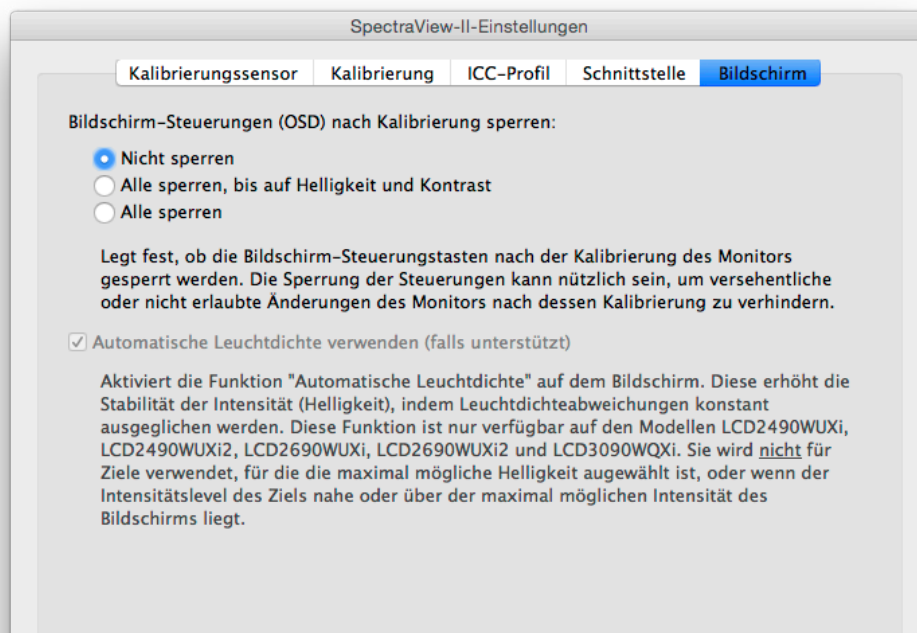 SpectraView-II-Einstellungen
Kalibrierungssensor Kalibrierung ICC-Profil Schnittstelle Bildschirm
Bildschirm-Steuerungen (OSD) nach Kalibrierung sperren:
Nicht sperren
Alle sperren, bis auf Helligkeit und Kontrast
Alle sperren
Legt fest, ob die Bildschirm-Steuerungstasten nach der Kalibrierung des Monitors
gesperrt werden. Die Sperrung der Steuerungen kann nützlich sein, um versehentliche
oder nicht erlaubte Änderungen des Monitors nach dessen Kalibrierung zu verhindern.
Automatische Leuchtdichte verwenden (falls unterstützt)
Aktiviert die Funktion "Automatische Leuchtdichte" auf dem Bildschirm. Diese erhöht die
Stabilität der Intensität (Helligkeit), indem Leuchtdichteabweichungen konstant
ausgeglichen werden. Diese Funktion ist nur verfügbar auf den Modellen LCD2490WUXi,
LCD2490WUXi2, LCD2690WUXi, LCD2690WUXi2 und LCD3090WQXi. Sie wird nicht für
Ziele verwendet, für die die maximal mögliche Helligkeit augewählt ist, oder wenn der
Intensitätslevel des Ziels nahe oder über der maximal möglichen Intensität des
Bildschirms liegt.